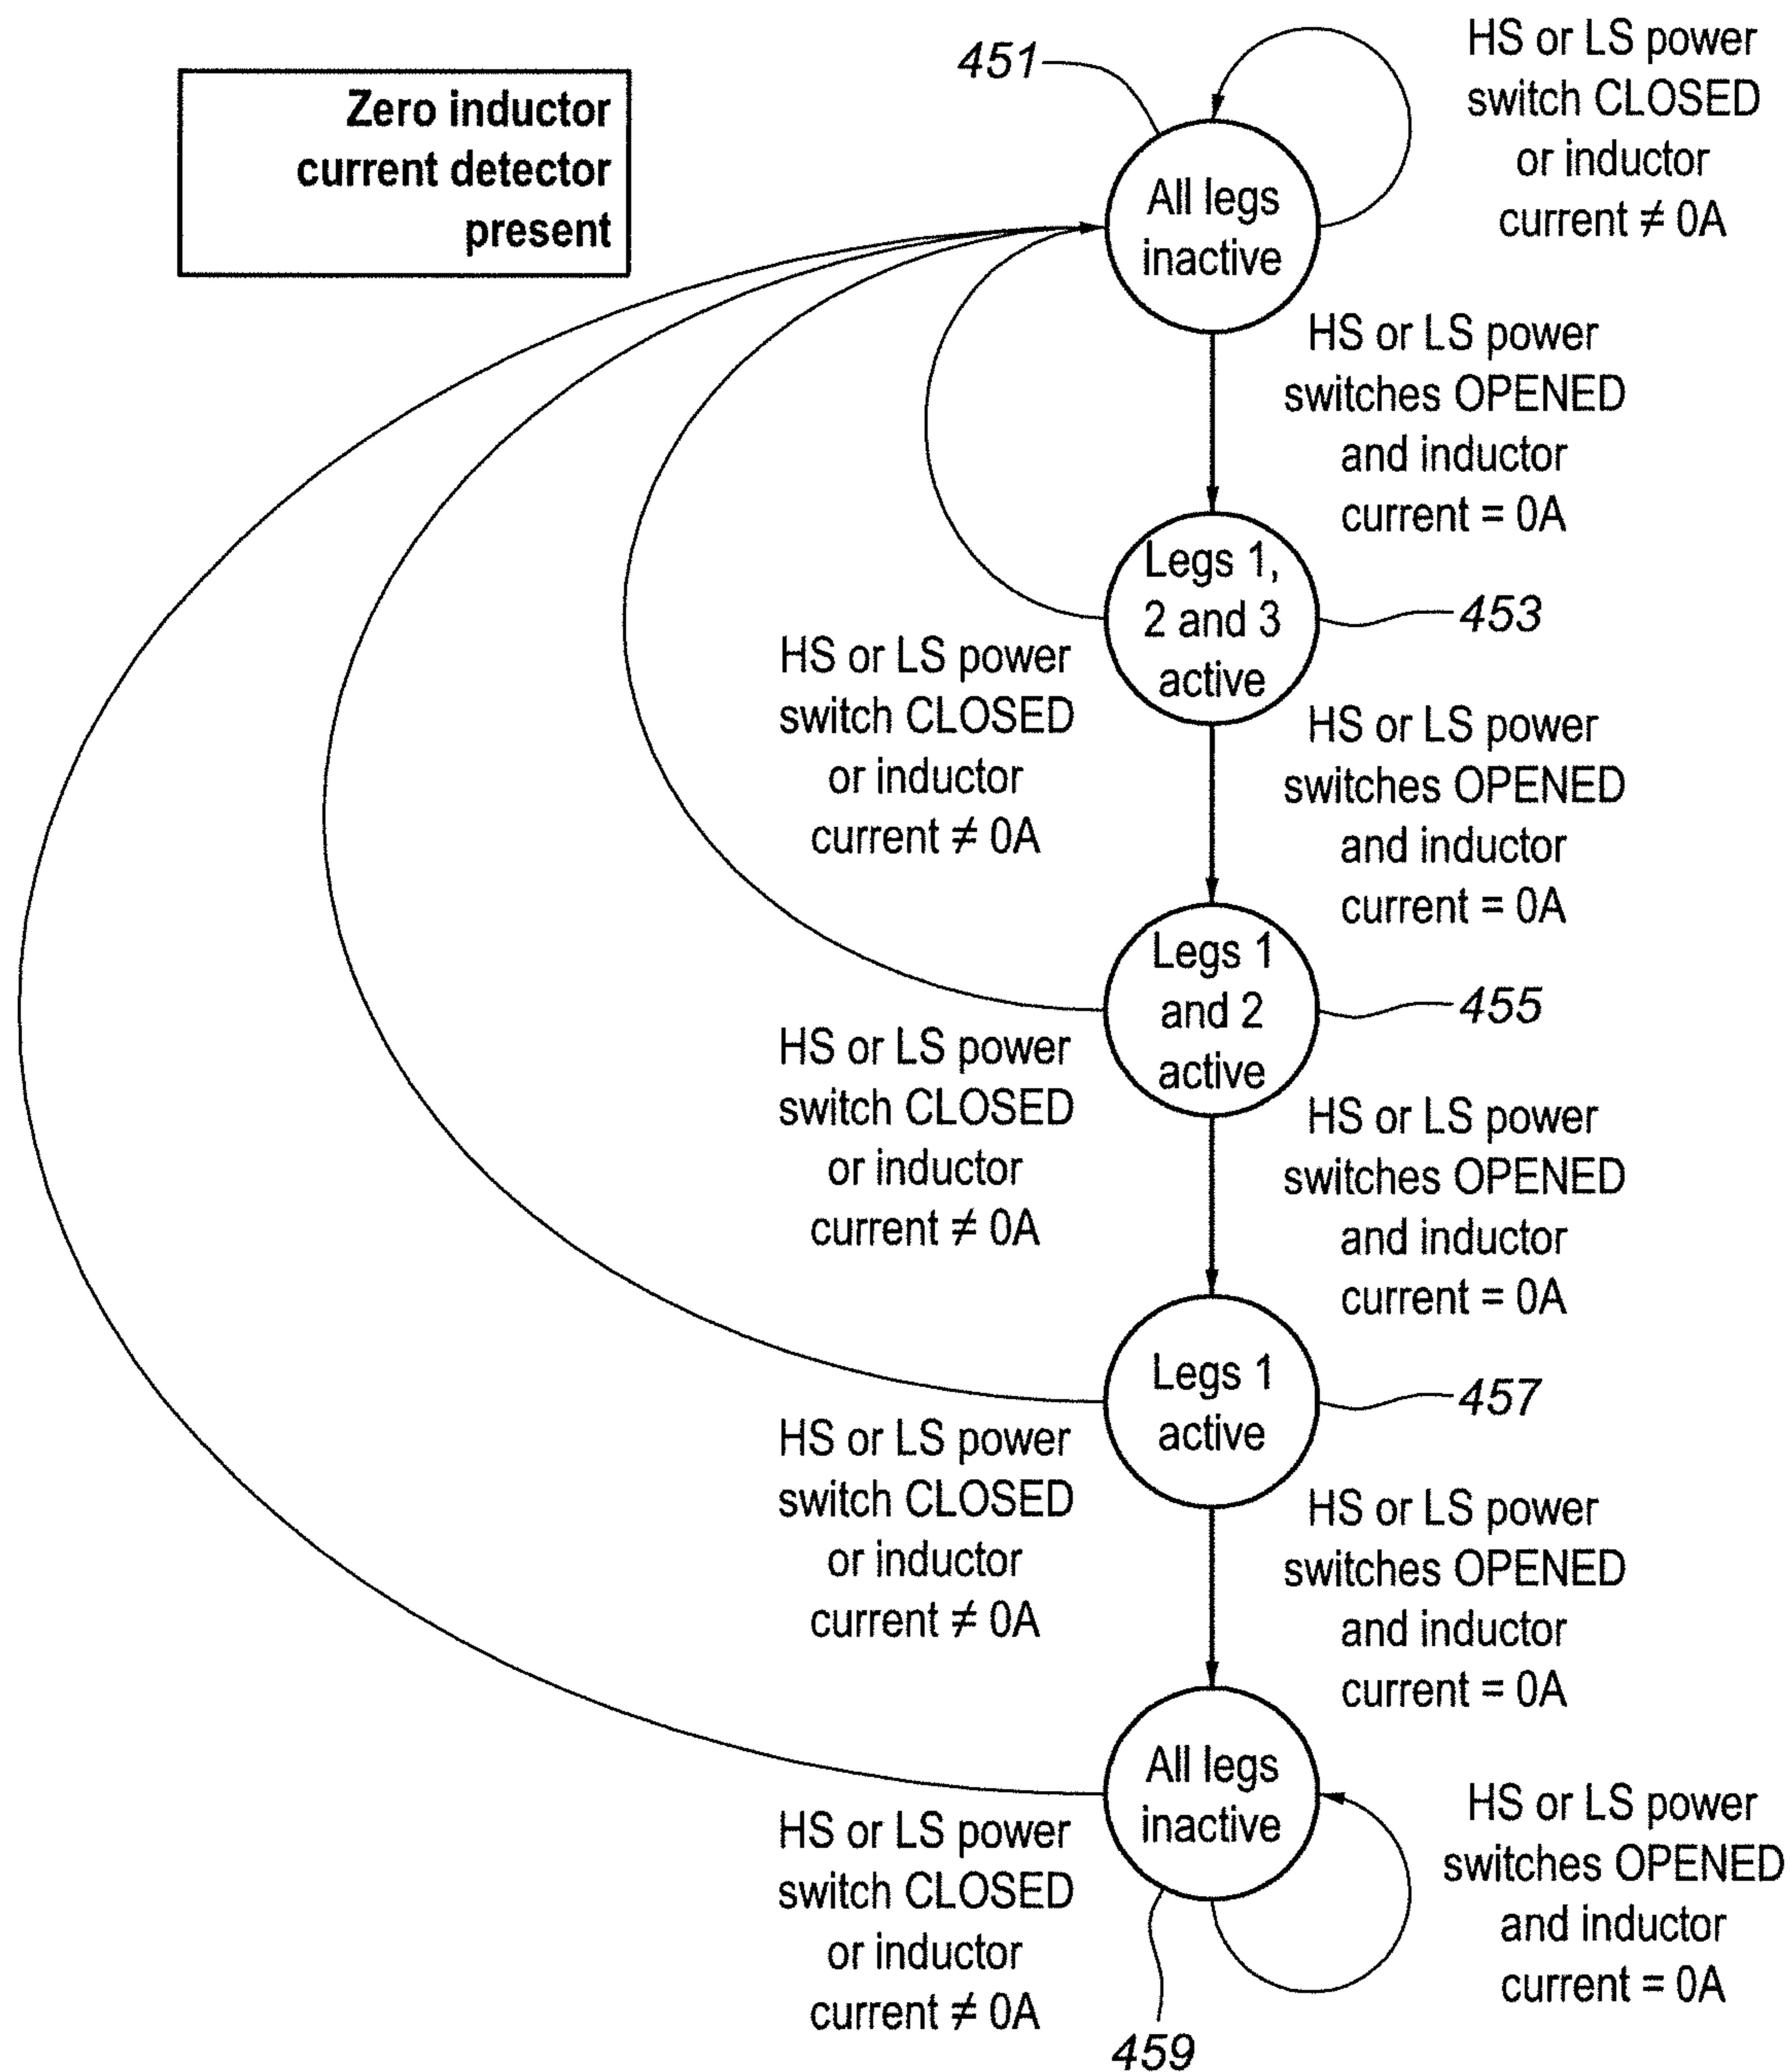 Zero inductor
current detector
present
451
HS or LS power
switch CLOSED
or inductor
current ≠ 0A
All legs
inactive
HS or LS power
switches OPENED
and inductor
current = 0A
Legs 1,
2 and 3
active
453
HS or LS power
switch CLOSED
or inductor
current ≠ 0A
HS or LS power
switches OPENED
and inductor
current = 0A
Legs 1
and 2
active
455
HS or LS power
switch CLOSED
or inductor
current ≠ 0A
HS or LS power
switches OPENED
and inductor
current = 0A
Legs 1
active
457
HS or LS power
switch CLOSED
or inductor
current ≠ 0A
HS or LS power
switches OPENED
and inductor
current = 0A
All legs
inactive
HS or LS power
switches OPENED
and inductor
current = 0A
HS or LS power
switch CLOSED
or inductor
current ≠ 0A
459